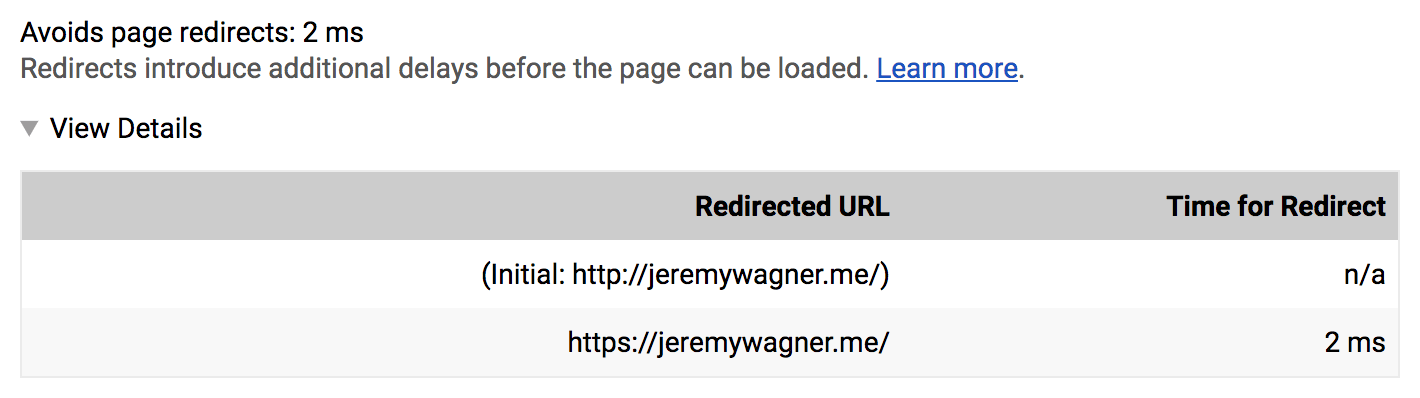 Avoids page redirects: 2 ms
Redirects introduce additional delays before the page can be loaded. Learn more.
View Details
Redirected URL Time for Redirect
(Initial: http://jeremywagner.me/) n/a
https://jeremywagner.me/ 2 ms